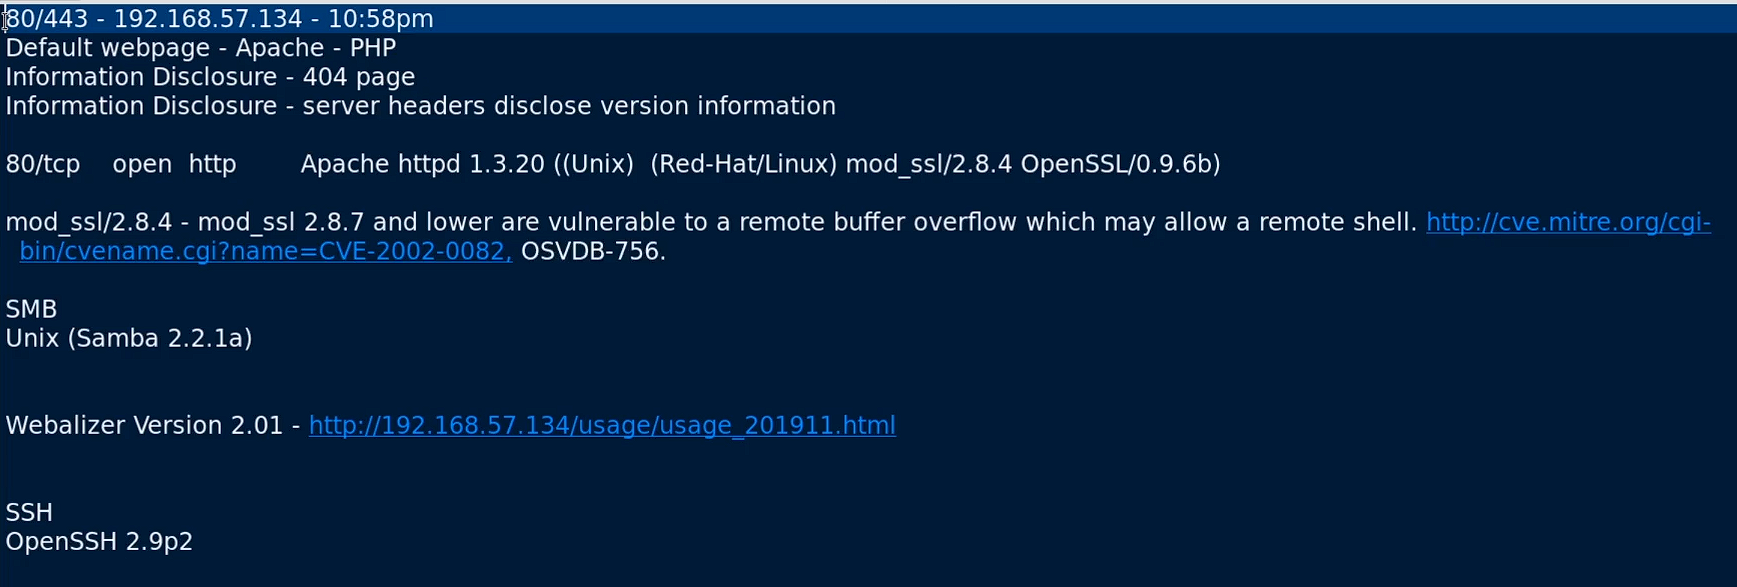 80/443 - 192.168.57.134 - 10:58pm
Default webpage - Apache - PHP
Information Disclosure - 404 page
Information Disclosure - server headers disclose version information
80/tcp open http Apache httpd 1.3.20 ((Unix) (Red-Hat/Linux) mod_ssl/2.8.4 OpenSSL/0.9.6b)
mod_ssl/2.8.4 - mod_ssl 2.8.7 and lower are vulnerable to a remote buffer overflow which may allow a remote shell. http://cve.mitre.org/cgi-
bin/cvename.cgi?name=CVE-2002-0082, OSVDB-756.
SMB
Unix (Samba 2.2.1a)
Webalizer Version 2.01 - http://192.168.57.134/usage/usage_201911.html
SSH
OpenSSH 2.9p2